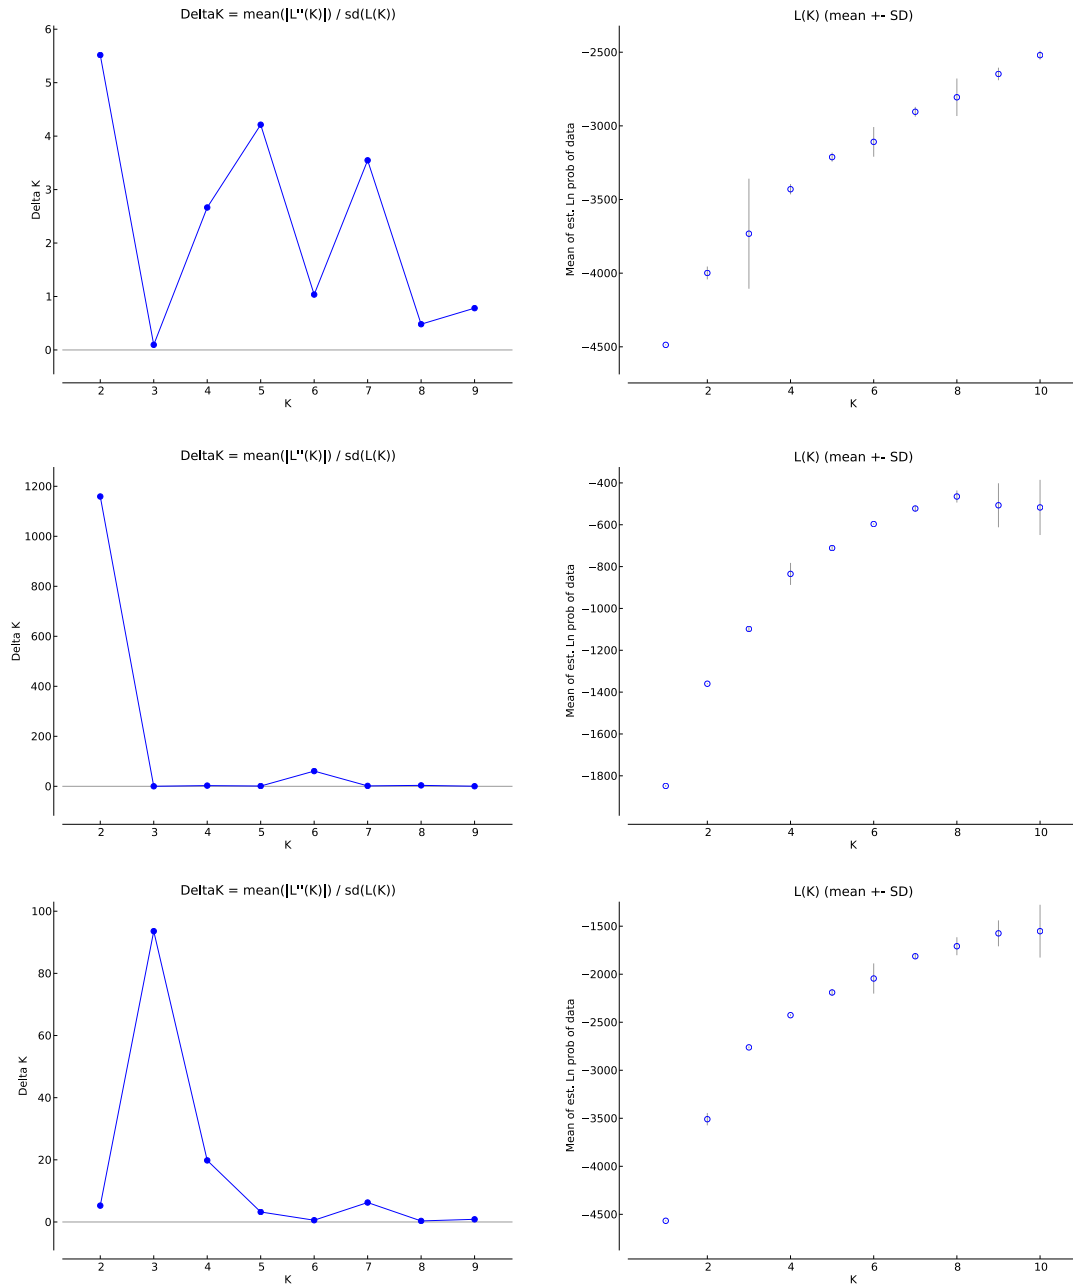 DeltaK = mean(|L"(K)|) / sd(L(K))
6
5
4
3
2
1
0
Delta K
2 3 4 5 6 7 8 9
K
L(K) (mean +- SD)
−2500
−3000
−3500
−4000
−4500
Mean of est. Ln prob of data
2 4 6 8 10
K
DeltaK = mean(|L"(K)|) / sd(L(K))
1200
1000
800
600
400
200
0
Delta K
2 3 4 5 6 7 8 9
K
L(K) (mean +- SD)
−400
−600
−800
−1000
−1200
−1400
−1600
−1800
Mean of est. Ln prob of data
2 4 6 8 10
K
DeltaK = mean(|L"(K)|) / sd(L(K))
100
80
60
40
20
0
Delta K
2 3 4 5 6 7 8 9
K
L(K) (mean +- SD)
−1500
−2000
−2500
−3000
−3500
−4000
−4500
Mean of est. Ln prob of data
2 4 6 8 10
K